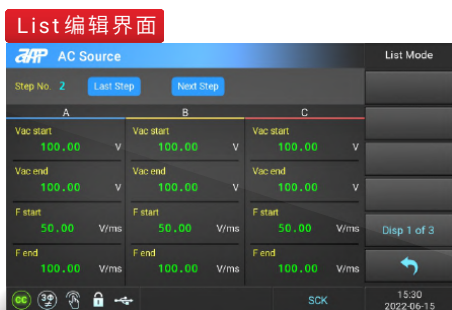 List编辑界面
AAP AC Source
List Mode
Step No. 2 Last Step Next Step
A B C
Vac start Vac start Vac start
100.00 V 100.00 V 100.00 V
Vac end Vac end Vac end
100.00 V 100.00 V 100.00 V
F start F start F start
50.00 V/ms 50.00 V/ms 50.00 V/ms
Disp 1 of 3
F end F end F end
100.00 V/ms 100.00 V/ms 100.00 V/ms
CC 3Φ SCK
15:30
2022-06-15